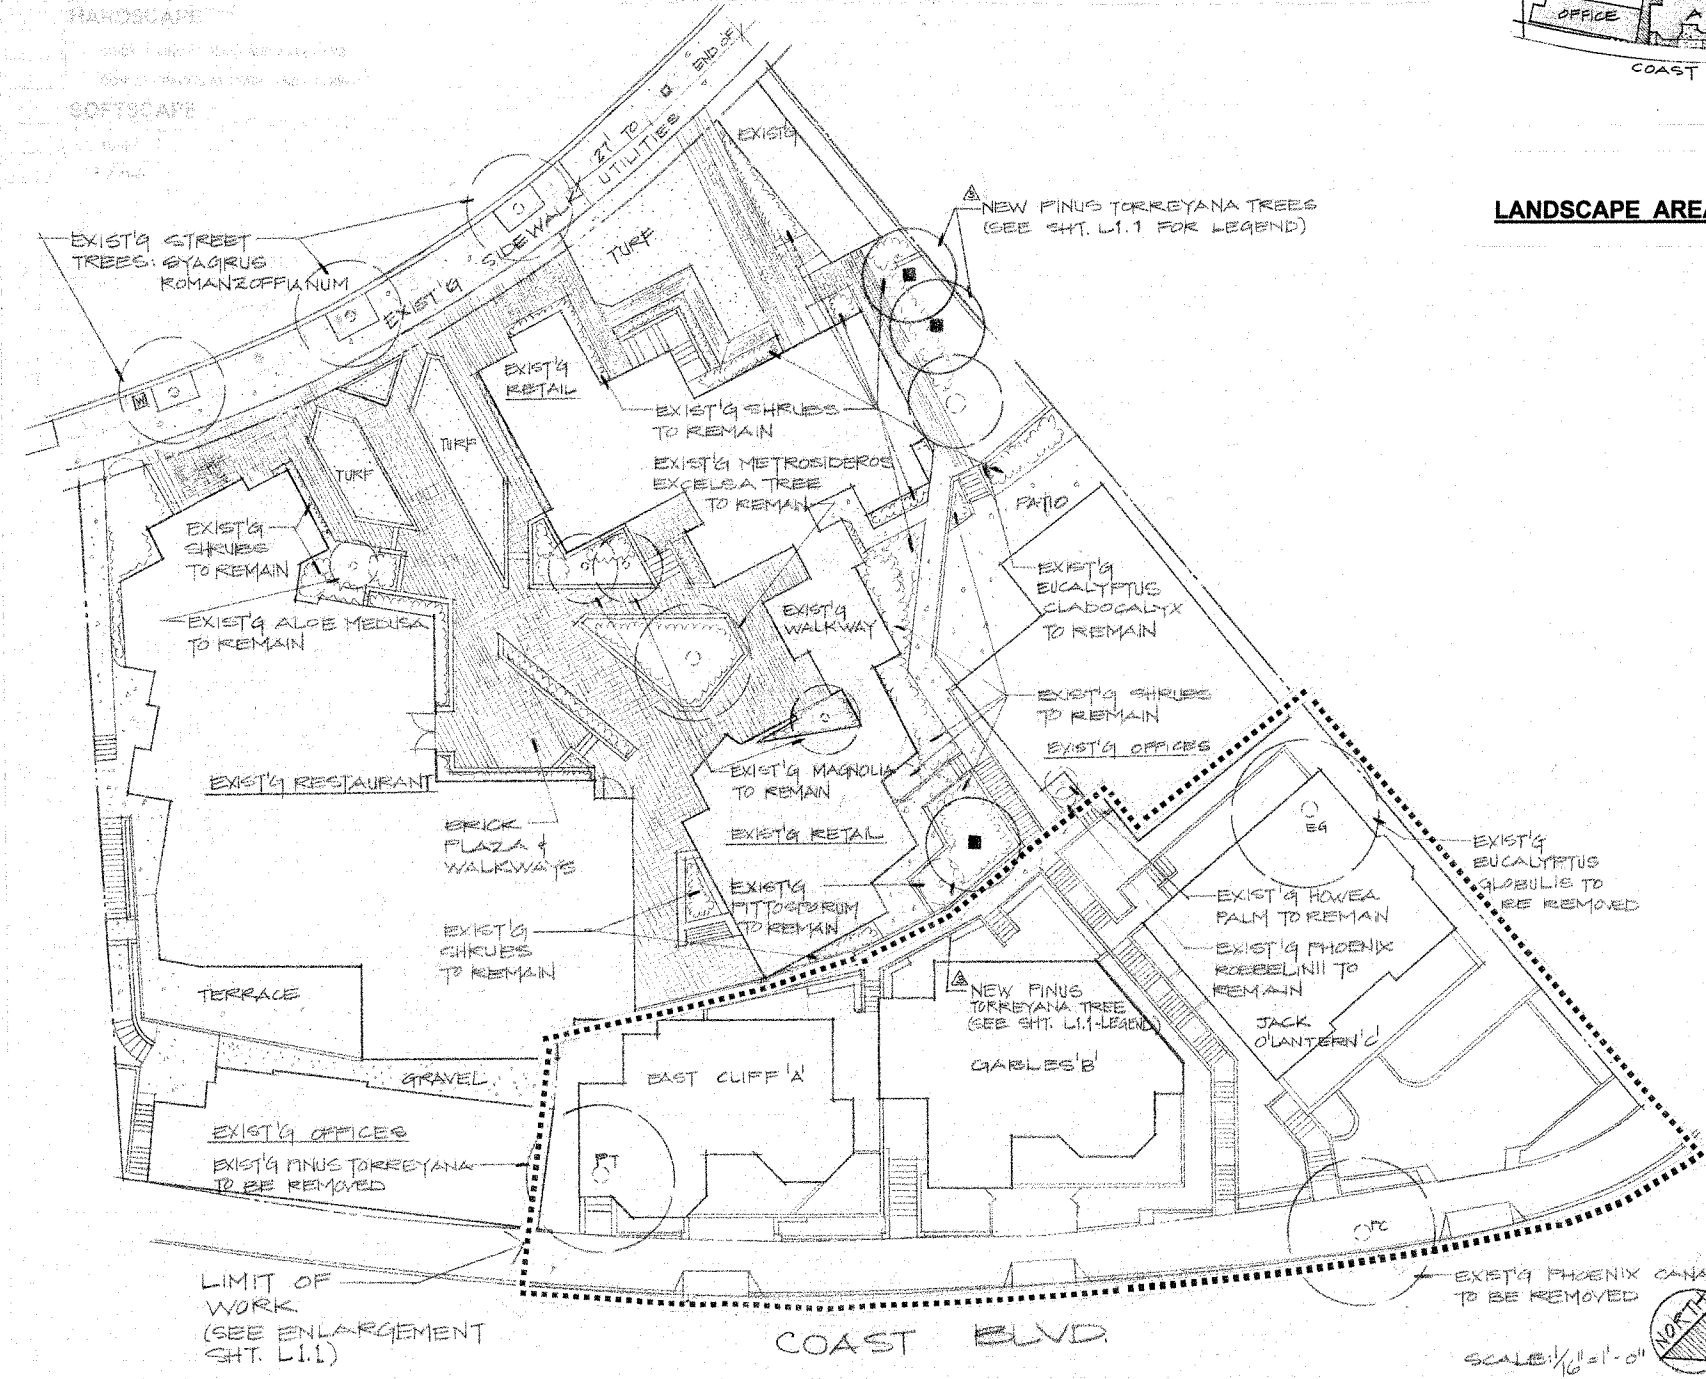 HARDSCAPE
SOFTSCAPE
OFFICE
A
COAST
LANDSCAPE AREA
END OF
27' TO
UTILITIES
SIDEWALK
EXIST'G
EXIST'G
NEW PINUS TORREYANA TREES
(SEE SHT. L1.1 FOR LEGEND)
EXIST'G STREET
TREES: SYAGRUS
ROMANZOFFIANUM
TURF
EXIST'G
RETAIL
EXIST'G SHRUBS
TO REMAIN
TURF
TURF
EXIST'G METROSIDEROS
EXCELSA TREE
TO REMAIN
PATIO
EXIST'G
SHRUBS
TO REMAIN
EXIST'G
EUCALYPTUS
CLADOCALYX
TO REMAIN
EXIST'G ALOE MEDUSA
TO REMAIN
EXIST'G
WALKWAY
EXIST'G SHRUBS
TO REMAIN
EXIST'G OFFICES
EXIST'G MAGNOLIA
TO REMAIN
EXIST'G RESTAURANT
BRICK
PLAZA &
WALKWAYS
EXIST'G RETAIL
EG
EXIST'G
EUCALYPTUS
GLOBULIS TO
BE REMOVED
EXIST'G
PITTOSPORUM
TO REMAIN
EXIST'G HOWEA
PALM TO REMAIN
EXIST'G
SHRUBS
TO REMAIN
EXIST'G PHOENIX
ROEBELINII TO
REMAIN
TERRACE
NEW PINUS
TORREYANA TREE
(SEE SHT. L1.1-LEGEND)
JACK
O'LANTERN 'C'
GABLES 'B'
EAST CLIFF 'A'
GRAVEL
EXIST'G OFFICES
EXIST'G PINUS TORREYANA
TO BE REMOVED
PT
PC
LIMIT OF
WORK
(SEE ENLARGEMENT
SHT. L1.1)
COAST BLVD.
EXIST'G PHOENIX CANA
TO BE REMOVED
NORTH
SCALE: 1/16" = 1'-0"